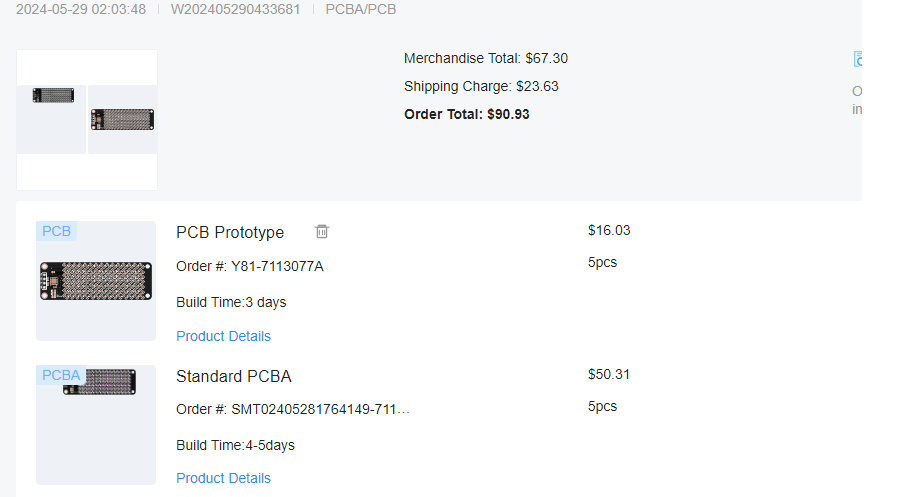 2024-05-29 02:03:48 W202405290433681 PCBA/PCB
Merchandise Total: $67.30
Shipping Charge: $23.63
Order Total: $90.93
O
in
PCB
PCB Prototype
$16.03
Order #: Y81-7113077A
5pcs
Build Time:3 days
Product Details
PCBA
Standard PCBA
$50.31
Order #: SMT02405281764149-711…
5pcs
Build Time:4-5days
Product Details